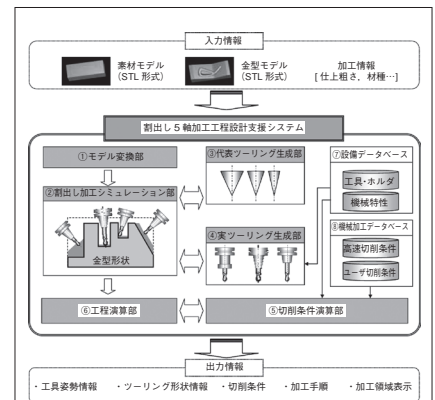 入力情報
素材モデル
(STL 形式)
金型モデル
(STL 形式)
加工情報
[ 仕上粗さ，材種…]
割出し５軸加工工程設計支援システム
①モデル変換部
③代表ツーリング生成部
⑦設備データベース
工具・ホルダ
機械特性
②割出し加工シミュレーション部
金型形状
④実ツーリング生成部
⑧機械加工データベース
高速切削条件
ユーザ切削条件
⑥工程演算部
⑤切削条件演算部
出力情報
・工具姿勢情報 ・ツーリング形状情報 ・切削条件 ・加工手順 ・加工領域表示